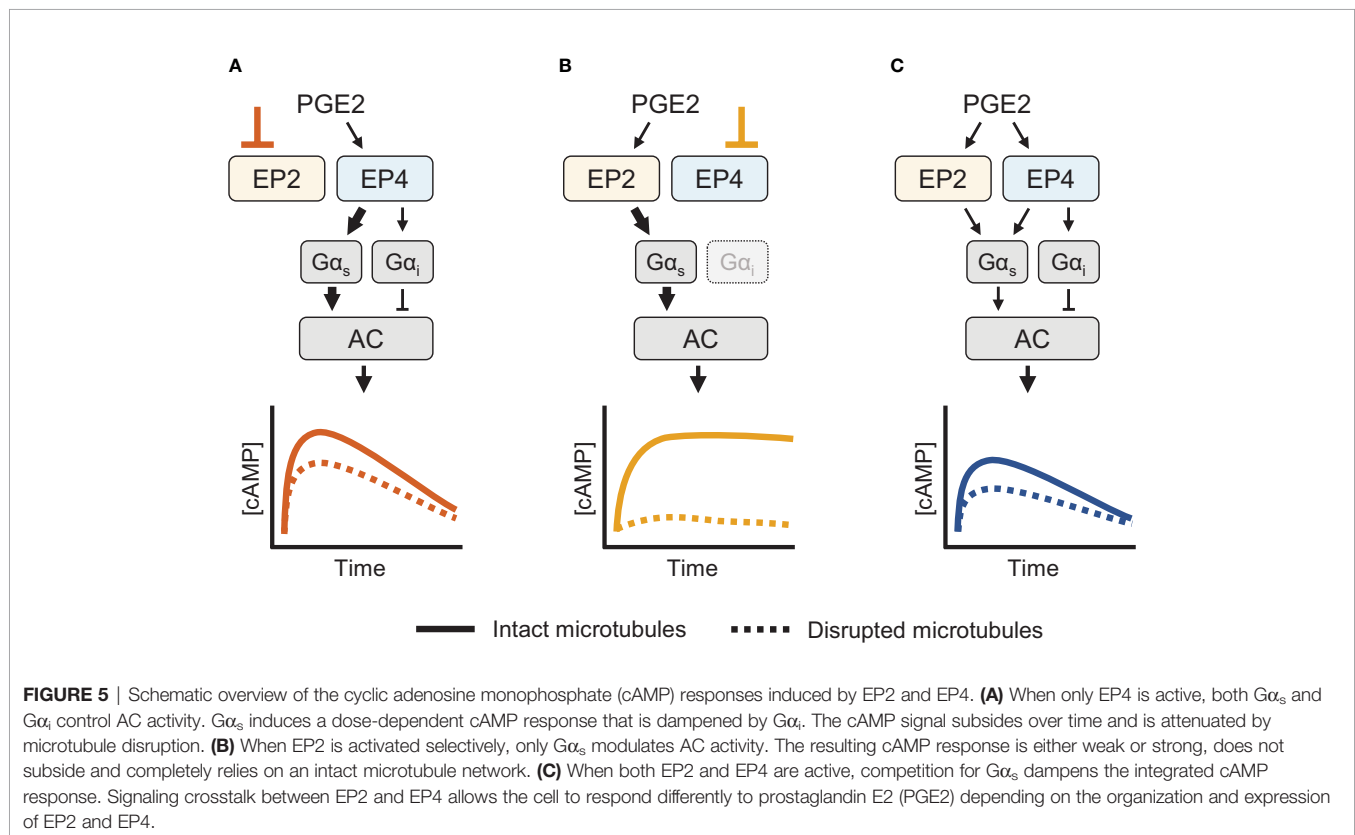 A
PGE2
EP2
EP4
Gαs
Gαi
AC
[cAMP]
Time
B
PGE2
EP2
EP4
Gαs
Gαi
AC
[cAMP]
Time
C
PGE2
EP2
EP4
Gαs
Gαi
AC
[cAMP]
Time
Intact microtubules
Disrupted microtubules
FIGURE 5 | Schematic overview of the cyclic adenosine monophosphate (cAMP) responses induced by EP2 and EP4. (A) When only EP4 is active, both Gαs and
Gαi control AC activity. Gαs induces a dose-dependent cAMP response that is dampened by Gαi. The cAMP signal subsides over time and is attenuated by
microtubule disruption. (B) When EP2 is activated selectively, only Gαs modulates AC activity. The resulting cAMP response is either weak or strong, does not
subside and completely relies on an intact microtubule network. (C) When both EP2 and EP4 are active, competition for Gαs dampens the integrated cAMP
response. Signaling crosstalk between EP2 and EP4 allows the cell to respond differently to prostaglandin E2 (PGE2) depending on the organization and expression
of EP2 and EP4.